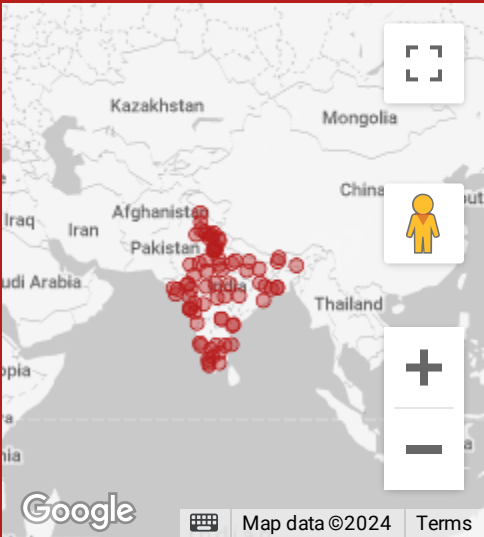 Kazakhstan
Mongolia
China
Afghanistan
Iraq
Iran
Pakistan
udi Arabia
India
Thailand
opia
Google
Map data ©2024
Terms